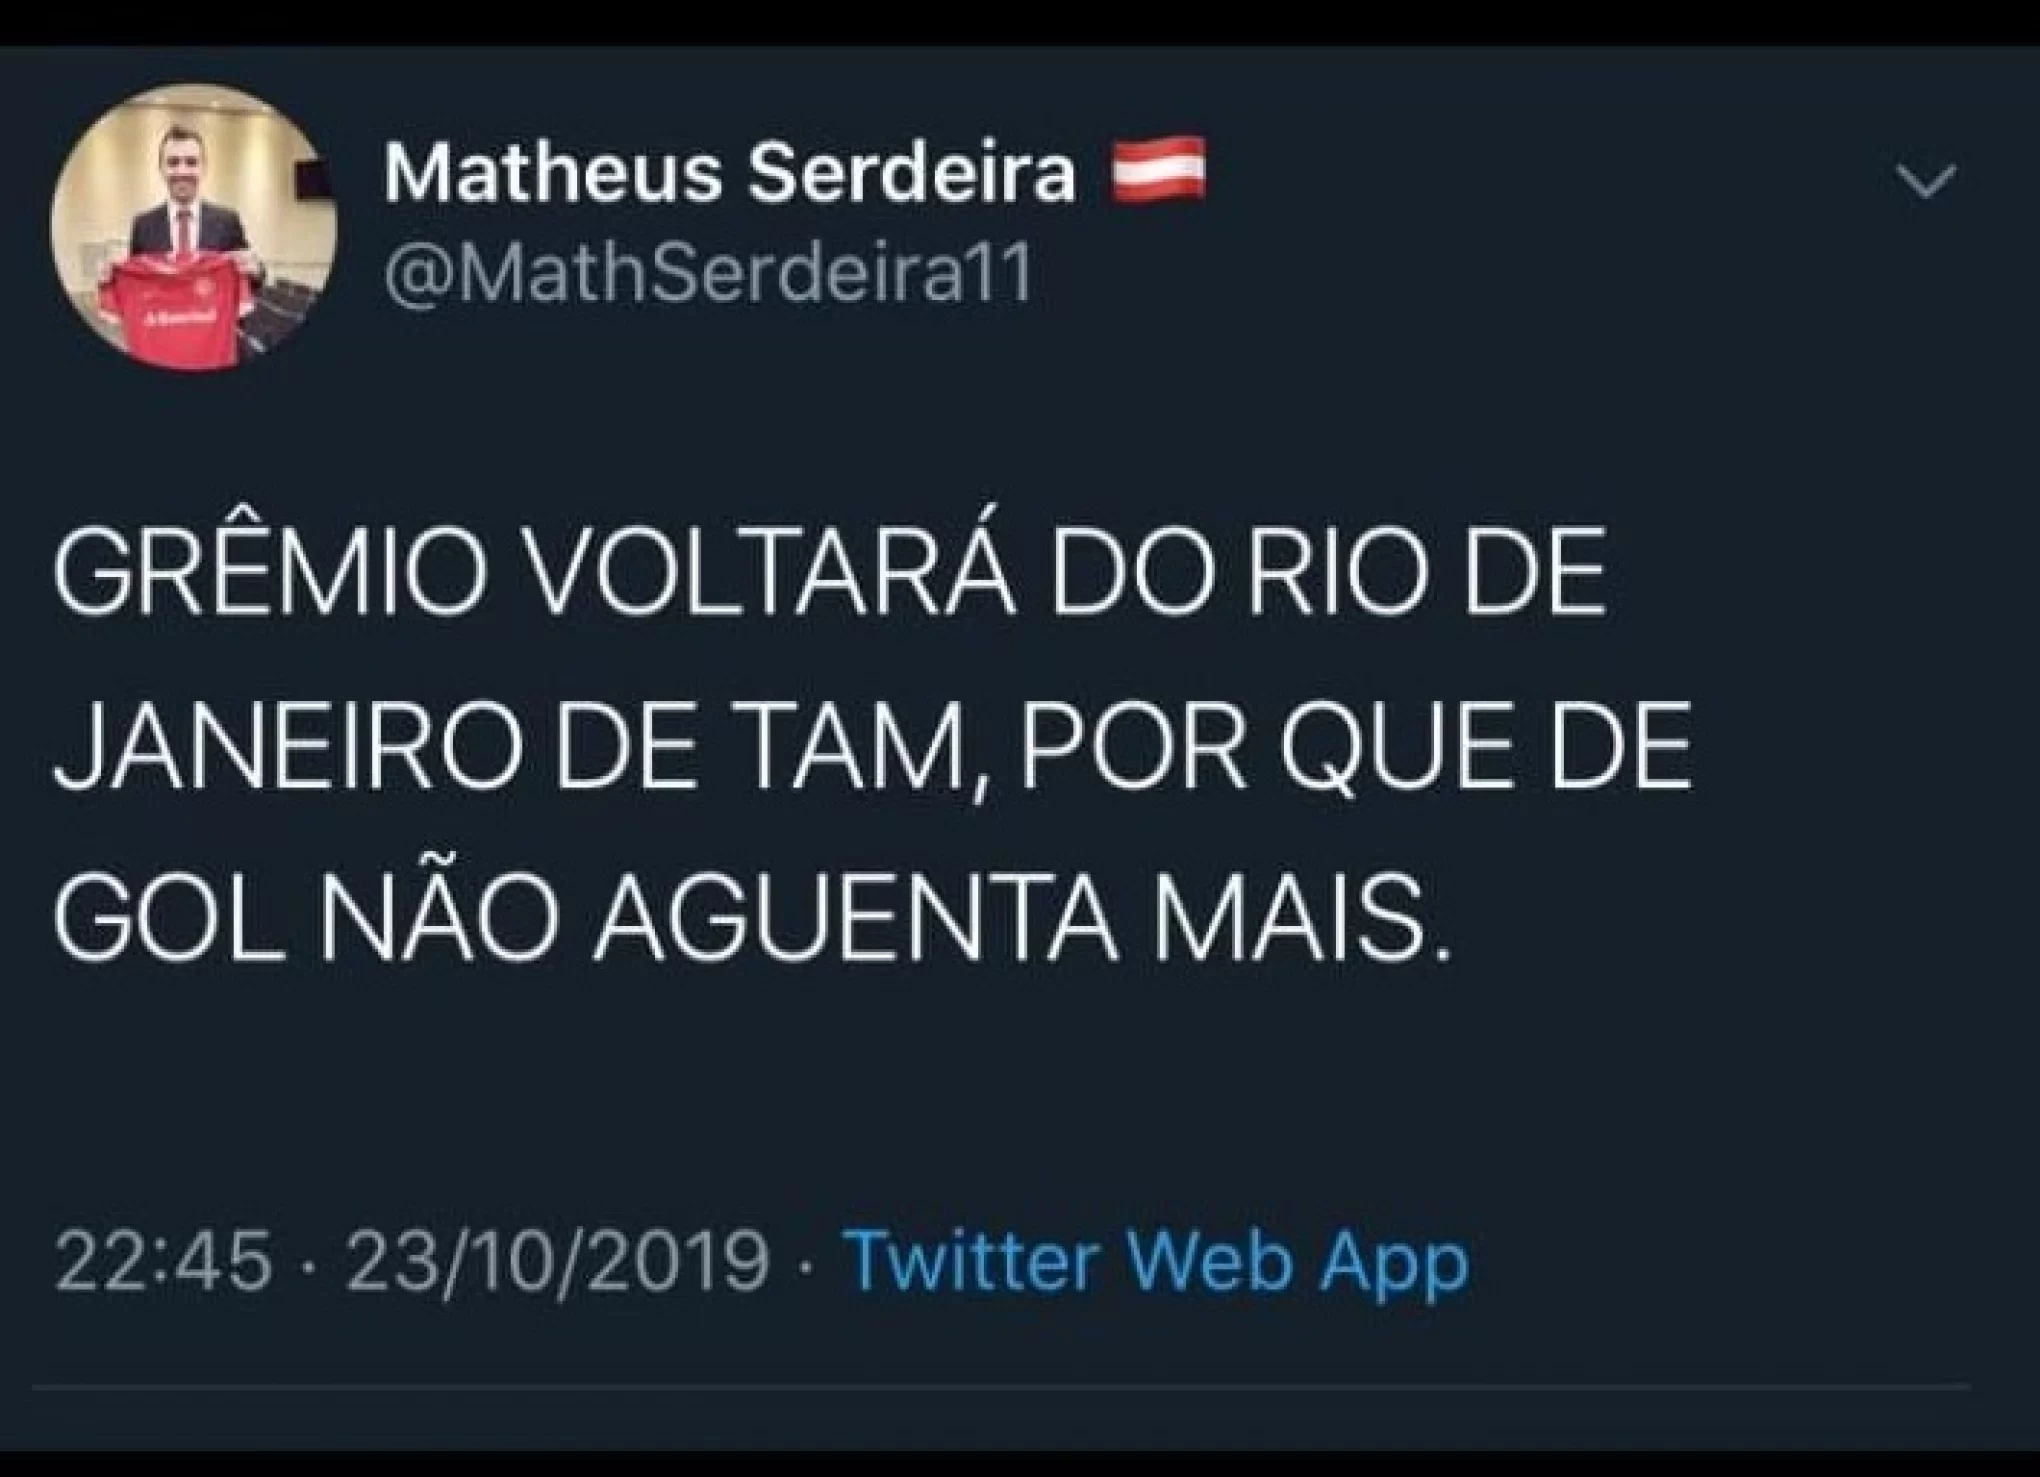 Matheus Serdeira 🇦🇹
@MathSerdeira11
GRÊMIO VOLTARÁ DO RIO DE
JANEIRO DE TAM, POR QUE DE
GOL NÃO AGUENTA MAIS.
22:45 · 23/10/2019 · Twitter Web App